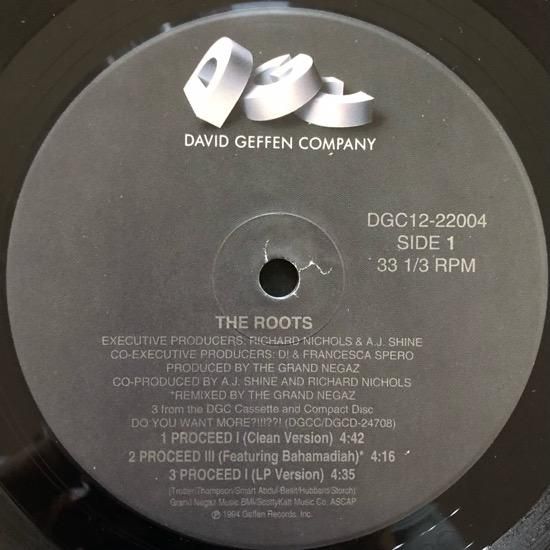 DGC
DAVID GEFFEN COMPANY
DGC12-22004
SIDE 1
33 1/3 RPM
THE ROOTS
EXECUTIVE PRODUCERS: RICHARD NICHOLS & A.J. SHINE
CO-EXECUTIVE PRODUCERS: D! & FRANCESCA SPERO
PRODUCED BY THE GRAND NEGAZ
CO-PRODUCED BY A.J. SHINE AND RICHARD NICHOLS
*REMIXED BY THE GRAND NEGAZ
3 from the DGC Cassette and Compact Disc
DO YOU WANT MORE?!!!??! (DGCC/DGCD-24708)
1 PROCEED I (Clean Version) 4:42
2 PROCEED III (Featuring Bahamadiah)* 4:16
3 PROCEED I (LP Version) 4:35
(Trotter/Thompson/Smart Abdul-Basit/Hubbard/Storch)
Grand Negaz Music BMI/ScottyKatt Music Co. ASCAP
℗ 1994 Geffen Records, Inc.